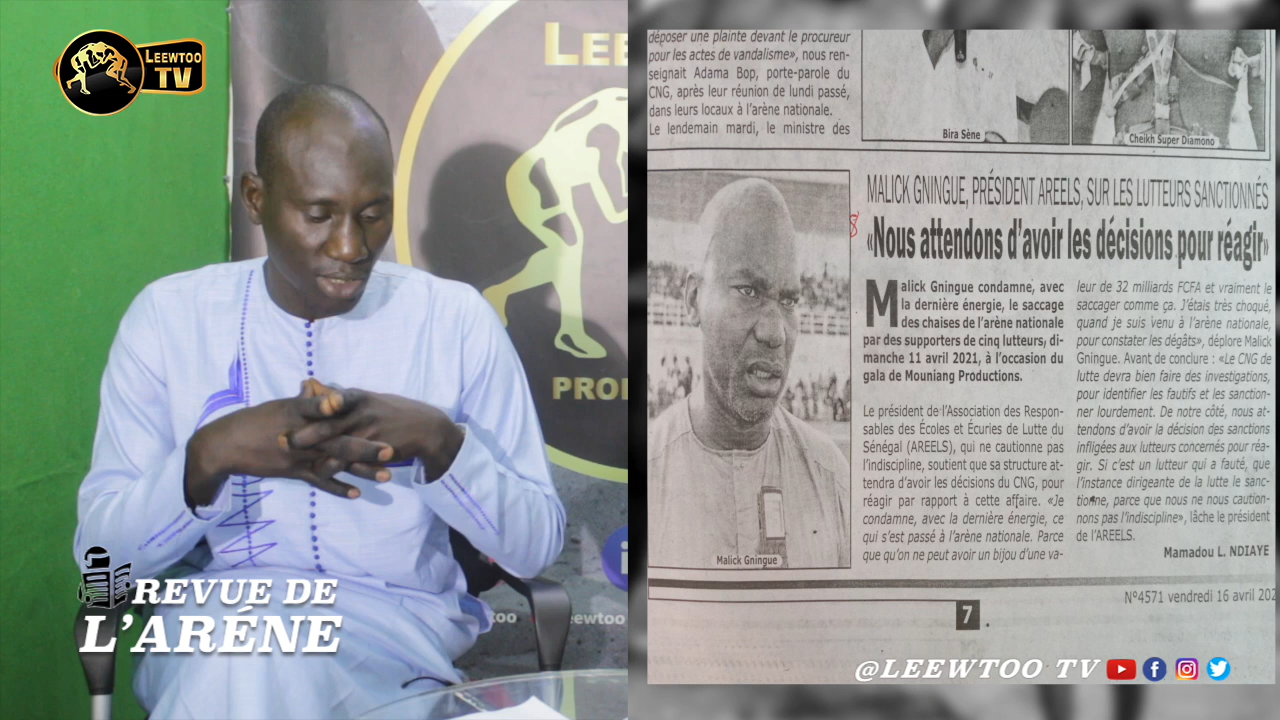 LEEWTOO
TV
LEE
PROD
REVUE DE
L'ARÉNE
déposer une plainte devant le procureur
pour les actes de vandalisme», nous ren-
seignait Adama Bop, porte-parole du
CNG, après leur réunion de lundi passé,
dans leurs locaux à l'arène nationale.
Le lendemain mardi, le ministre des
Bira Sène
Cheikh Super Diamono
MALICK GNINGUE, PRÉSIDENT AREELS, SUR LES LUTTEURS SANCTIONNÉS
«Nous attendons d'avoir les décisions pour réagir»
Malick Gningue condamne, avec
la dernière énergie, le saccage
des chaises de l'arène nationale
par des supporters de cinq lutteurs, di-
manche 11 avril 2021, à l'occasion du
gala de Mouniang Productions.
Le président de l'Association des Respon-
sables des Écoles et Écuries de Lutte du
Sénégal (AREELS), qui ne cautionne pas
l'indiscipline, soutient que sa structure at-
tendra d'avoir les décisions du CNG, pour
réagir par rapport à cette affaire. «Je
condamne, avec la dernière énergie, ce
qui s'est passé à l'arène nationale. Parce
que qu'on ne peut avoir un bijou d'une va-
leur de 32 milliards FCFA et vraiment le
saccager comme ça. J'étais très choqué,
quand je suis venu à l'arène nationale,
pour constater les dégâts», déplore Malick
Gningue. Avant de conclure : «Le CNG de
lutte devra bien faire des investigations,
pour identifier les fautifs et les sanction-
ner lourdement. De notre côté, nous at-
tendons d'avoir la décision des sanctions
infligées aux lutteurs concernés pour réa-
gir. Si c'est un lutteur qui a fauté, que
l'instance dirigeante de la lutte le sanc-
tionne, parce que nous ne nous caution-
nons pas l'indiscipline», lâche le président
de l'AREELS.
Mamadou L. NDIAYE
Malick Gningue
N°4571 vendredi 16 avril 202
7
@LEEWTOO TV